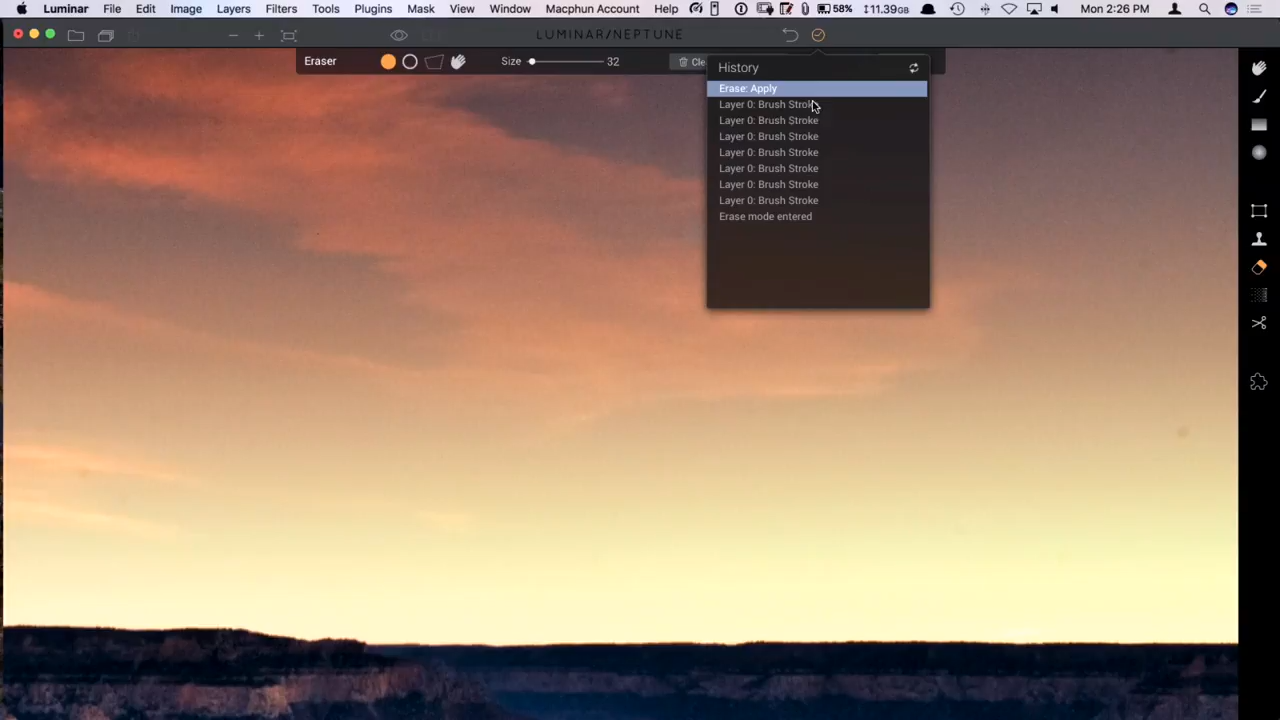 Luminar File Edit Image Layers Filters Tools Plugins Mask View Window Macphun Account Help 58% 11.39GB Mon 2:26 PM
LUMINAR/NEPTUNE
Eraser Size 32 Cle
History
Erase: Apply
Layer 0: Brush Stroke
Layer 0: Brush Stroke
Layer 0: Brush Stroke
Layer 0: Brush Stroke
Layer 0: Brush Stroke
Layer 0: Brush Stroke
Layer 0: Brush Stroke
Erase mode entered